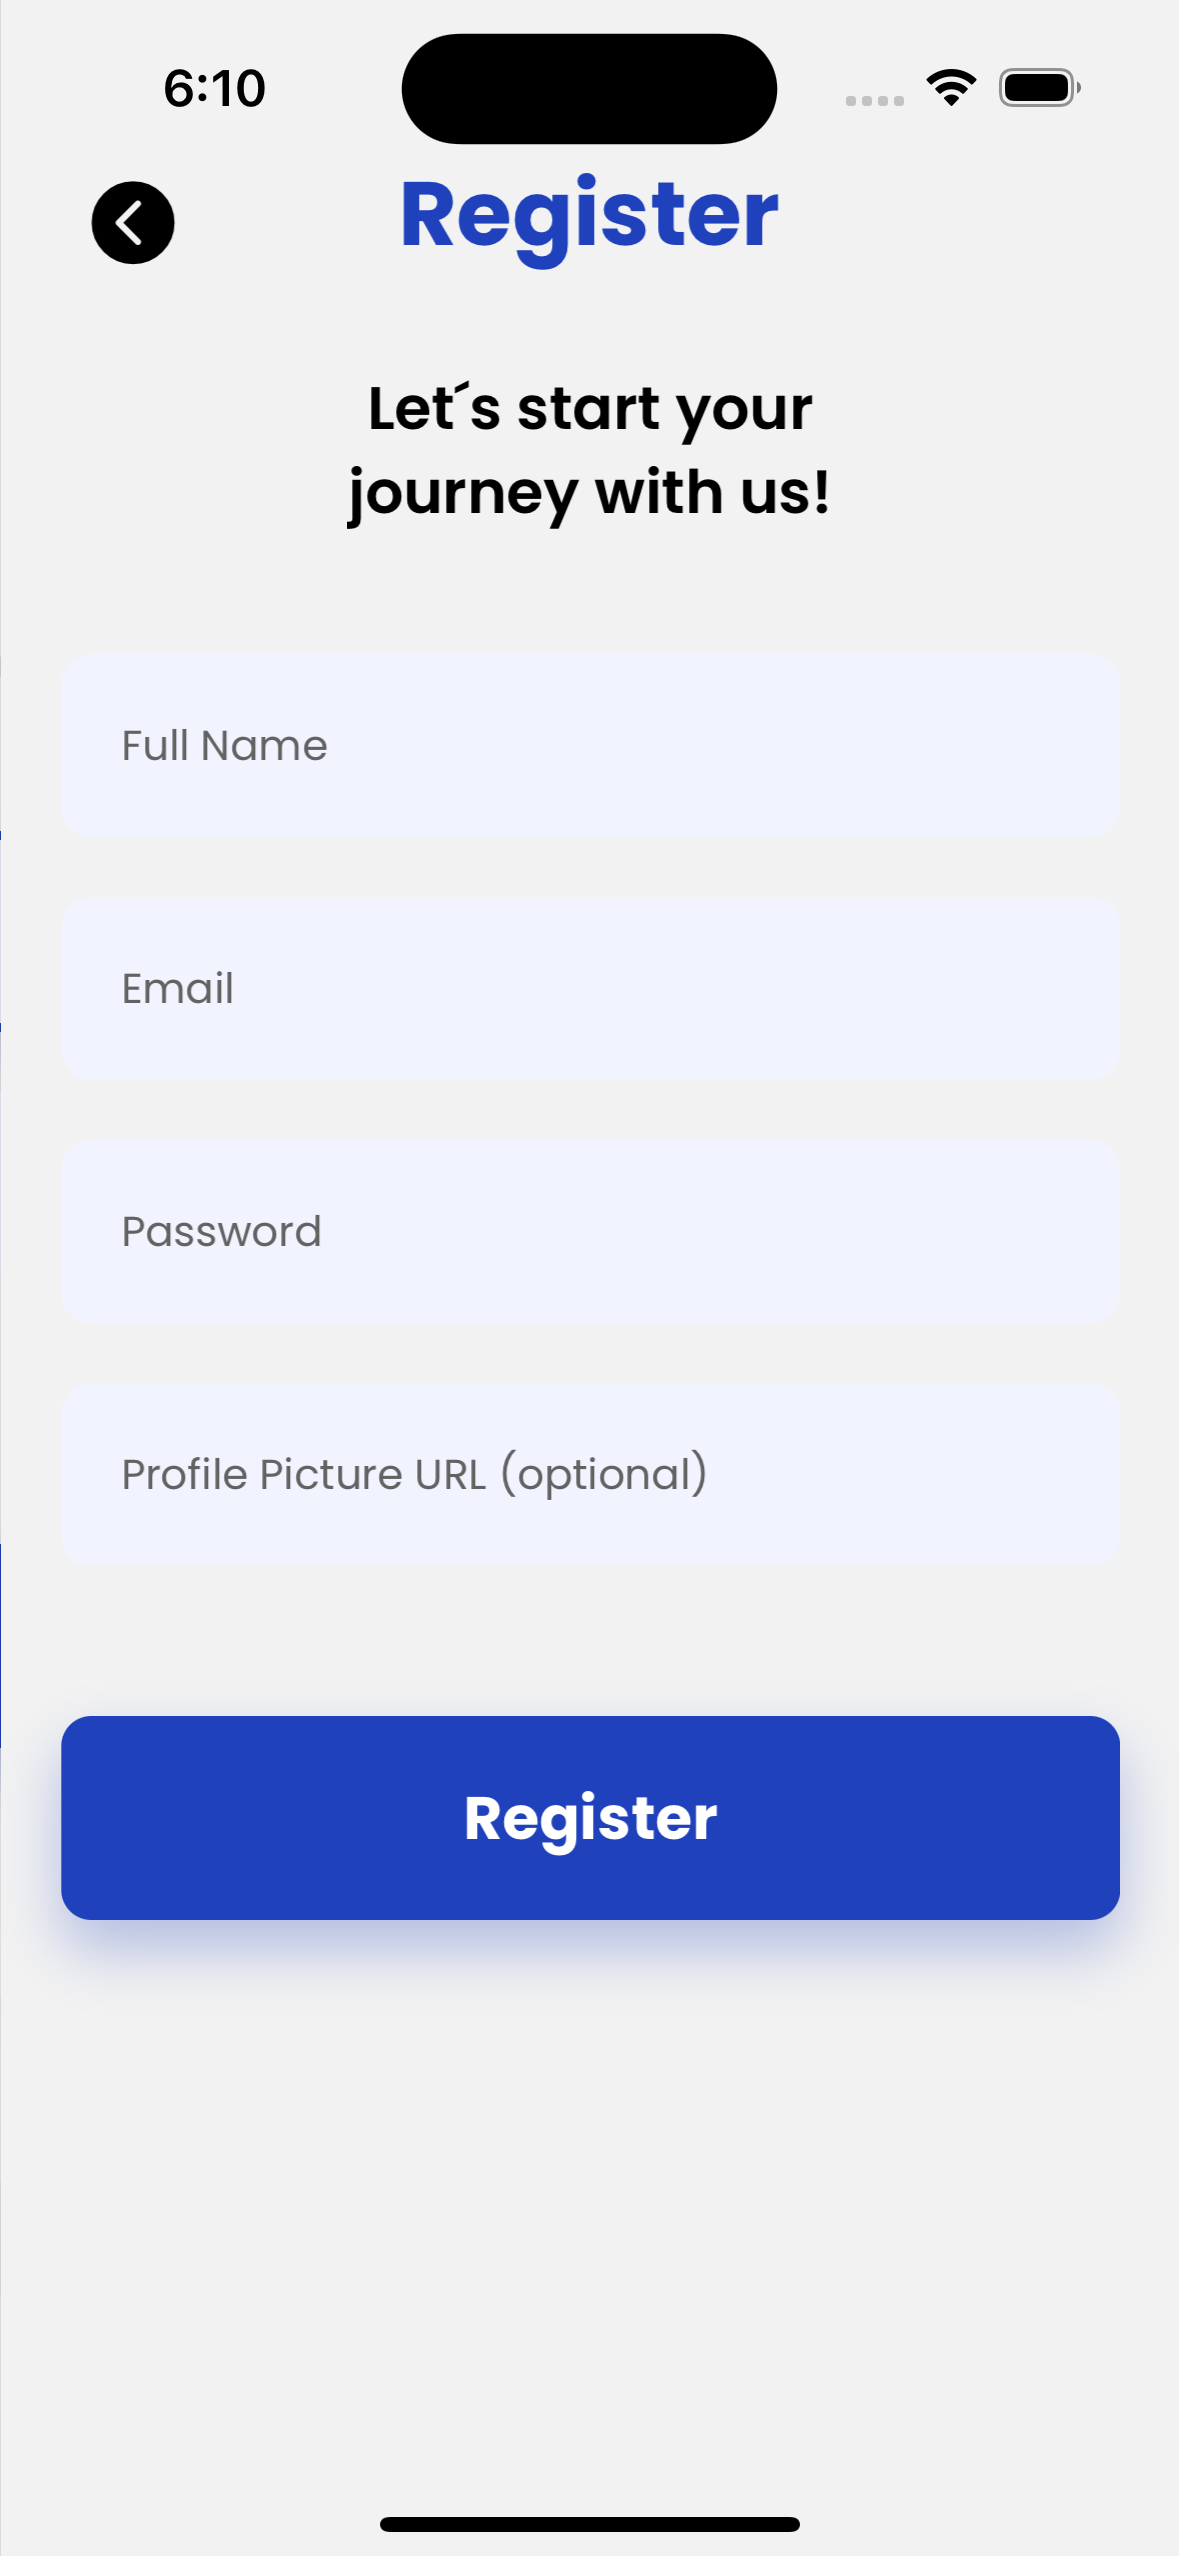 6:10
Register
Let´s start your
journey with us!
Full Name
Email
Password
Profile Picture URL (optional)
Register